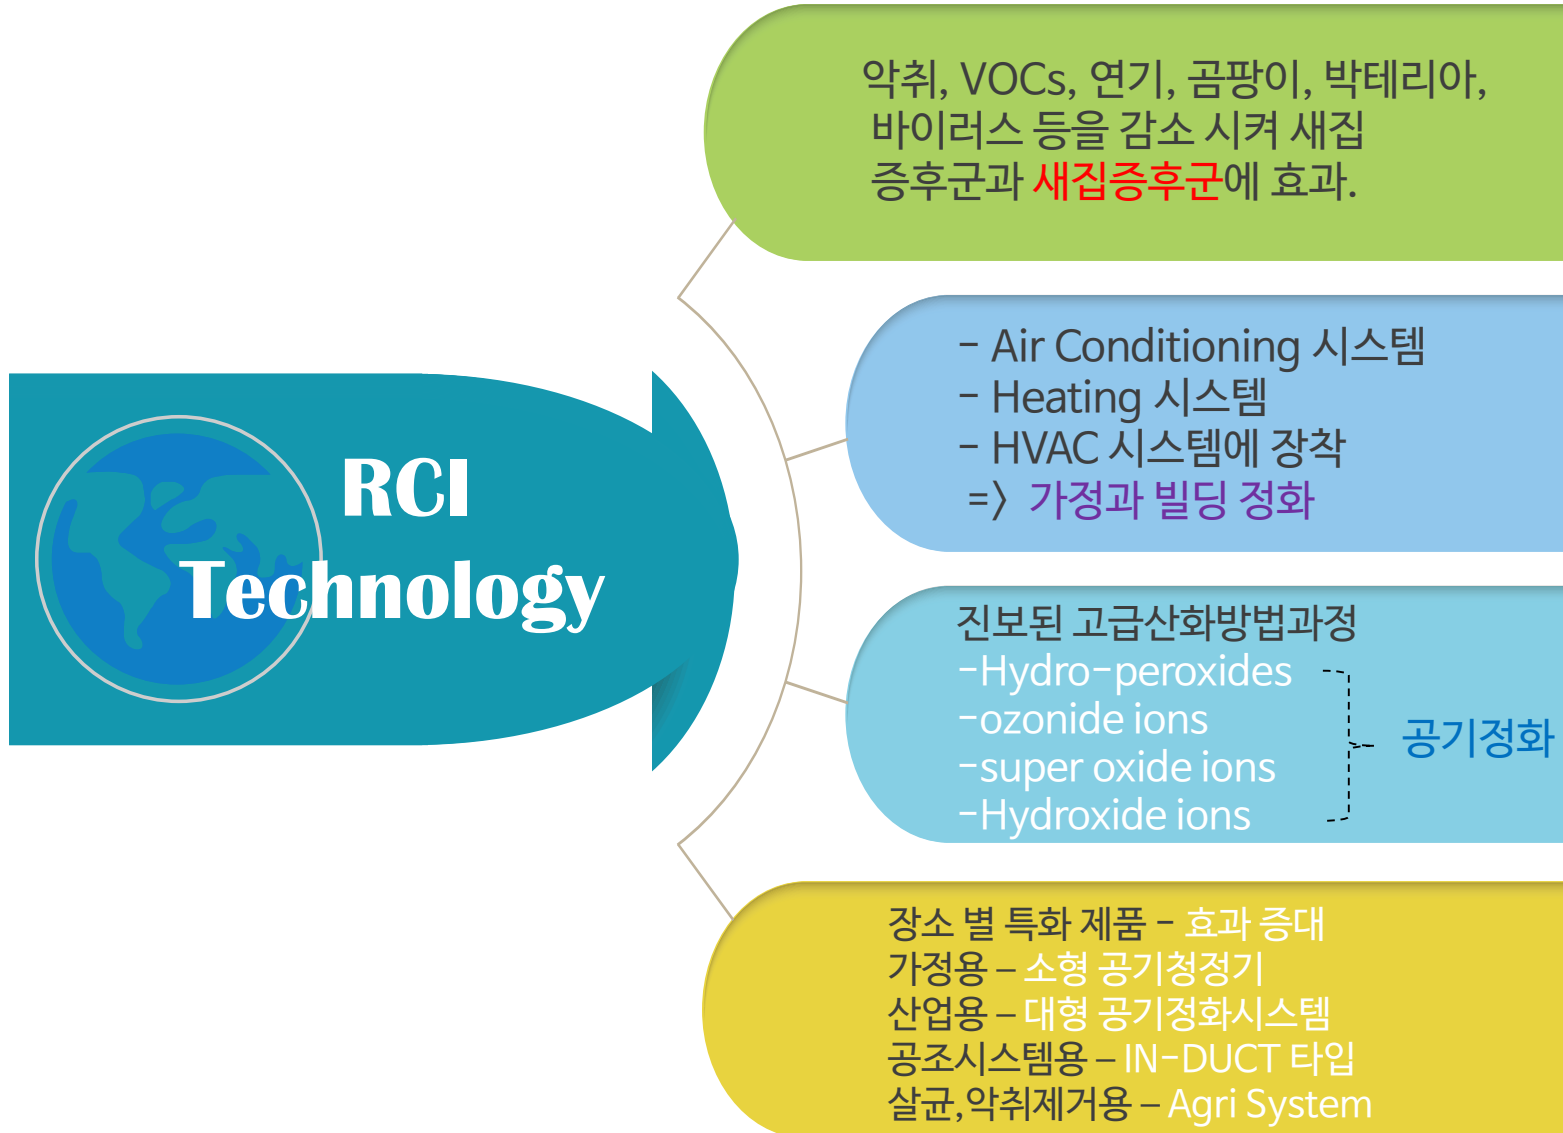 RCI
Technology
악취, VOCs, 연기, 곰팡이, 박테리아,
바이러스 등을 감소 시켜 새집
증후군과 새집증후군에 효과.
- Air Conditioning 시스템
- Heating 시스템
- HVAC 시스템에 장착
=〉 가정과 빌딩 정화
진보된 고급산화방법과정
-Hydro-peroxides
-ozonide ions
-super oxide ions
-Hydroxide ions
공기정화
장소 별 특화 제품 - 효과 증대
가정용 – 소형 공기청정기
산업용 – 대형 공기정화시스템
공조시스템용 – IN-DUCT 타입
살균,악취제거용 – Agri System